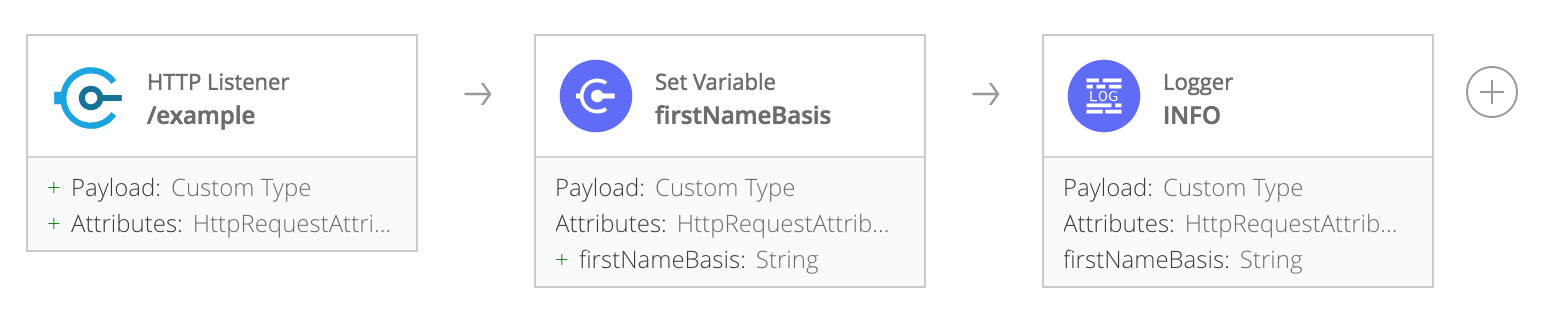 HTTP Listener
/example
+ Payload: Custom Type
+ Attributes: HttpRequestAttri...
→
Set Variable
firstNameBasis
Payload: Custom Type
Attributes: HttpRequestAttrib...
+ firstNameBasis: String
→
LOG
Logger
INFO
Payload: Custom Type
Attributes: HttpRequestAttrib...
firstNameBasis: String